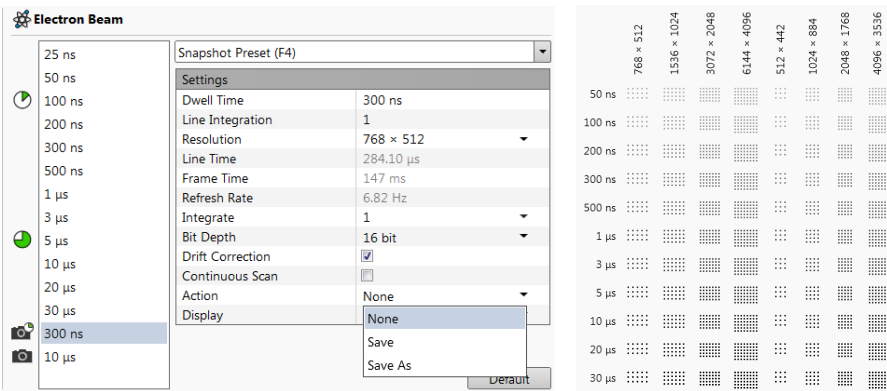 Electron Beam
25 ns
50 ns
100 ns
200 ns
300 ns
500 ns
1 µs
3 µs
5 µs
10 µs
20 µs
30 µs
300 ns
10 µs
Snapshot Preset (F4)
Settings
Dwell Time 300 ns
Line Integration 1
Resolution 768 × 512
Line Time 284.10 µs
Frame Time 147 ms
Refresh Rate 6.82 Hz
Integrate 1
Bit Depth 16 bit
Drift Correction
Continuous Scan
Action None
Display
None
Save
Save As
Default
768 × 512
1536 × 1024
3072 × 2048
6144 × 4096
512 × 442
1024 × 884
2048 × 1768
4096 × 3536
50 ns
100 ns
200 ns
300 ns
500 ns
1 µs
3 µs
5 µs
10 µs
20 µs
30 µs